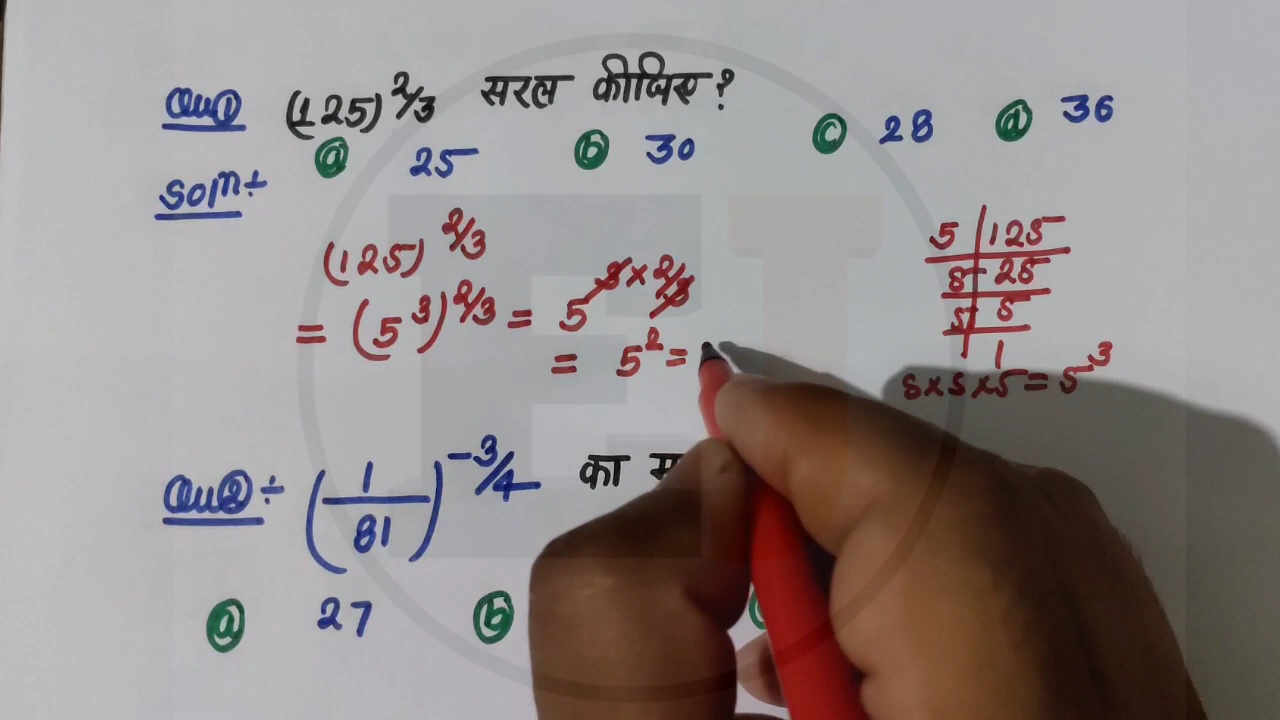 Que① (125)^2/3 सरल कीजिए?
ⓐ 25 ⓑ 30 ⓒ 28 ⓓ 36
Soln÷
(125)^2/3
= (5^3)^2/3 = 5^3×2/3
= 5^2 =
5 | 125
5 | 25
5 | 5
1
5×5×5=5^3
Que②÷ (1/81)^-3/4 का
ⓐ 27 ⓑ
EI